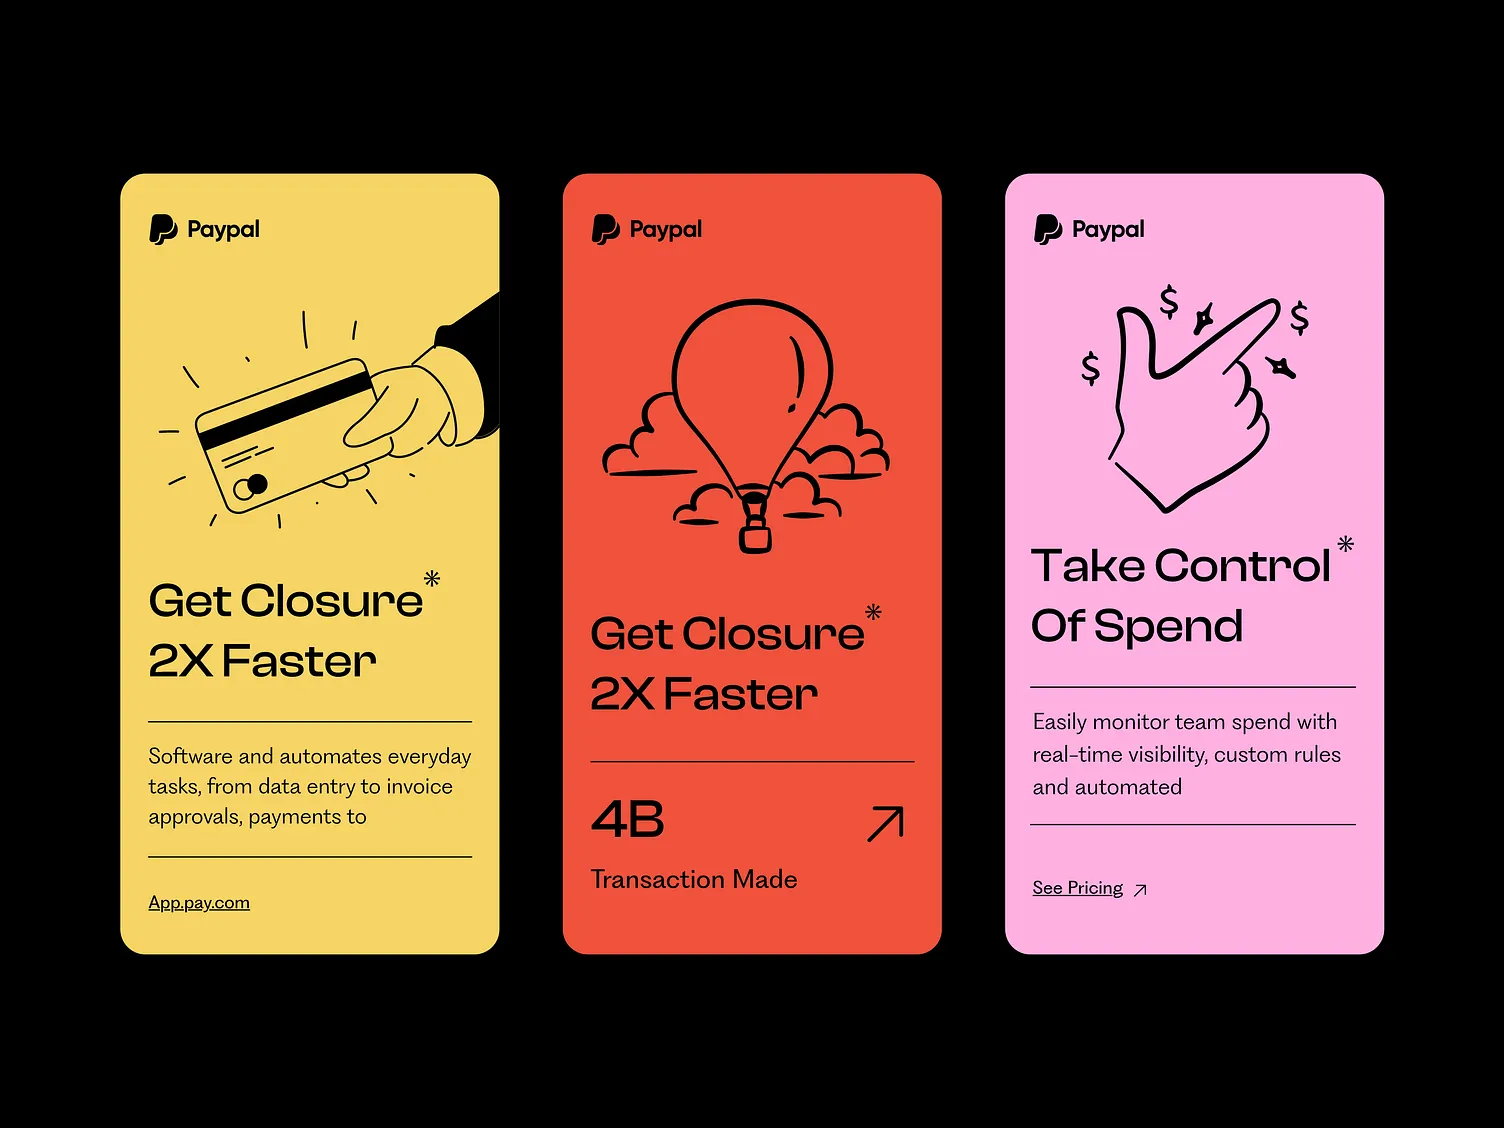 Paypal
Get Closure*
2X Faster
Software and automates everyday
tasks, from data entry to invoice
approvals, payments to
App.pay.com
Paypal
Get Closure*
2X Faster
4B
Transaction Made
Paypal
$
$
$
Take Control*
Of Spend
Easily monitor team spend with
real-time visibility, custom rules
and automated
See Pricing